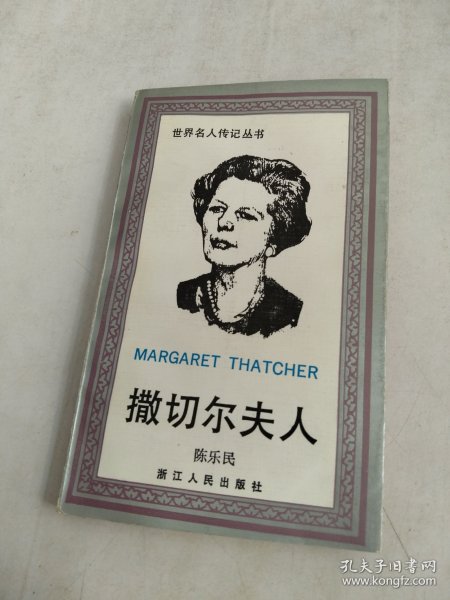 世界名人传记丛书
MARGARET THATCHER
撒切尔夫人
陈乐民
浙江人民出版社
孔夫子旧书网
www.kongfz.com